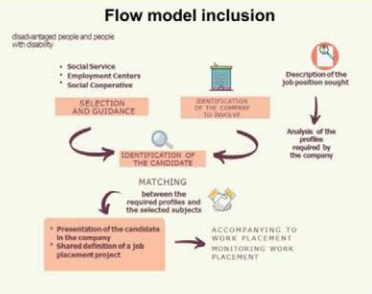 Flow model inclusion
disadvantaged people and people
with disability
• Social Service
• Employment Centers
• Social Cooperative
SELECTION
AND GUIDANCE
IDENTIFICATION
OF THE COMPANY
TO INVOLVE
Description of the
job position sought
Analysis of the
profiles
required by
the company
IDENTIFICATION OF
THE CANDIDATE
MATCHING
between the
required profiles and
the selected subjects
• Presentation of the candidate
in the company
• Shared definition of a job
placement project
ACCOMPANYING TO
WORK PLACEMENT
MONITORING WORK
PLACEMENT